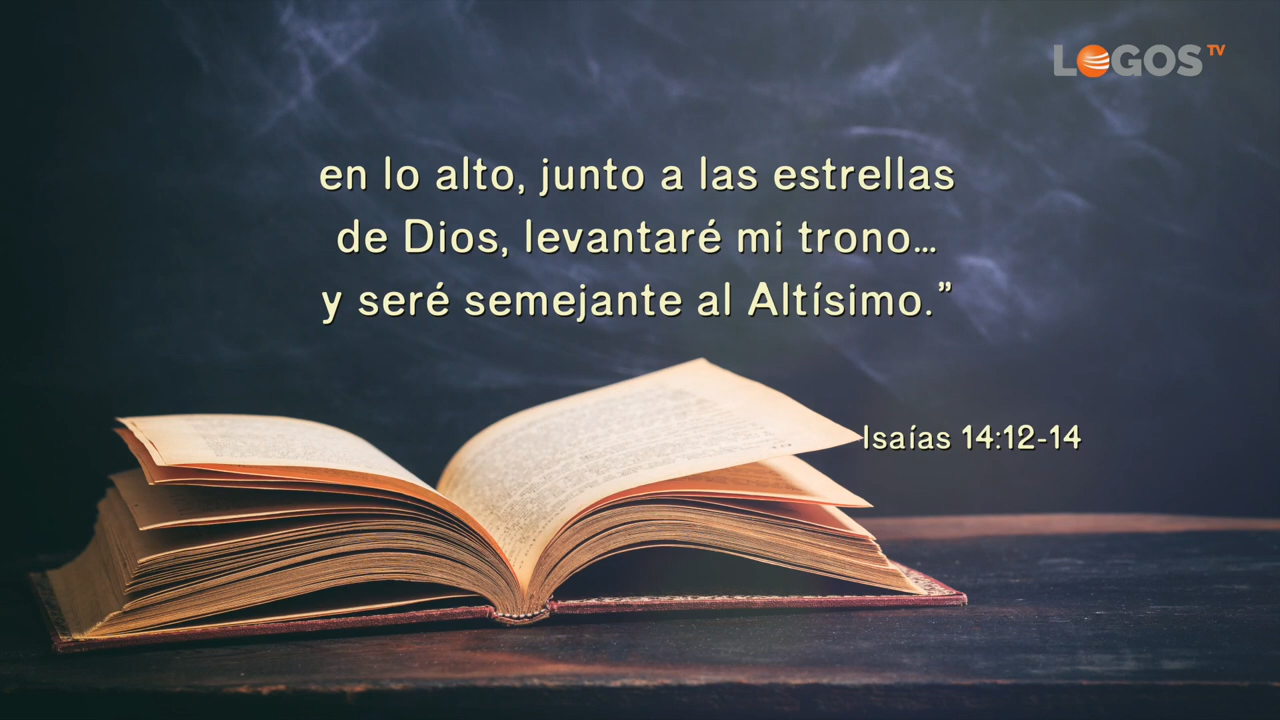 LOGOS TV
en lo alto, junto a las estrellas
de Dios, levantaré mi trono...
y seré semejante al Altísimo.”
Isaías 14:12-14